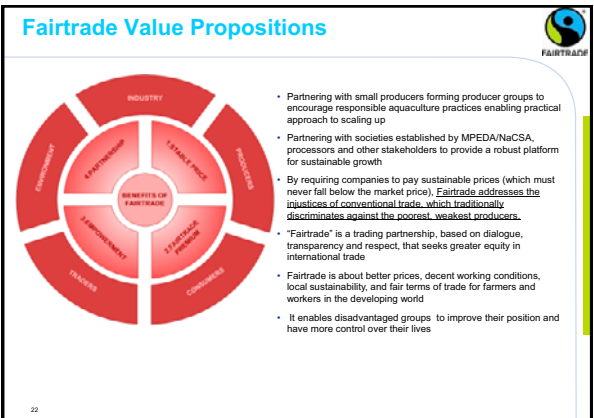 Fairtrade Value Propositions
FAIRTRADE
INDUSTRY
PRODUCERS
CONSUMERS
TRADERS
ENVIRONMENT
1.STABLE PRICE
2.FAIRTRADE
PREMIUM
3.EMPOWERMENT
4.PARTNERSHIP
BENEFITS OF
FAIRTRADE
• Partnering with small producers forming producer groups to
encourage responsible aquaculture practices enabling practical
approach to scaling up
• Partnering with societies established by MPEDA/NaCSA,
processors and other stakeholders to provide a robust platform
for sustainable growth
• By requiring companies to pay sustainable prices (which must
never fall below the market price), Fairtrade addresses the
injustices of conventional trade, which traditionally
discriminates against the poorest, weakest producers.
• “Fairtrade” is a trading partnership, based on dialogue,
transparency and respect, that seeks greater equity in
international trade
• Fairtrade is about better prices, decent working conditions,
local sustainability, and fair terms of trade for farmers and
workers in the developing world
• It enables disadvantaged groups to improve their position and
have more control over their lives
22